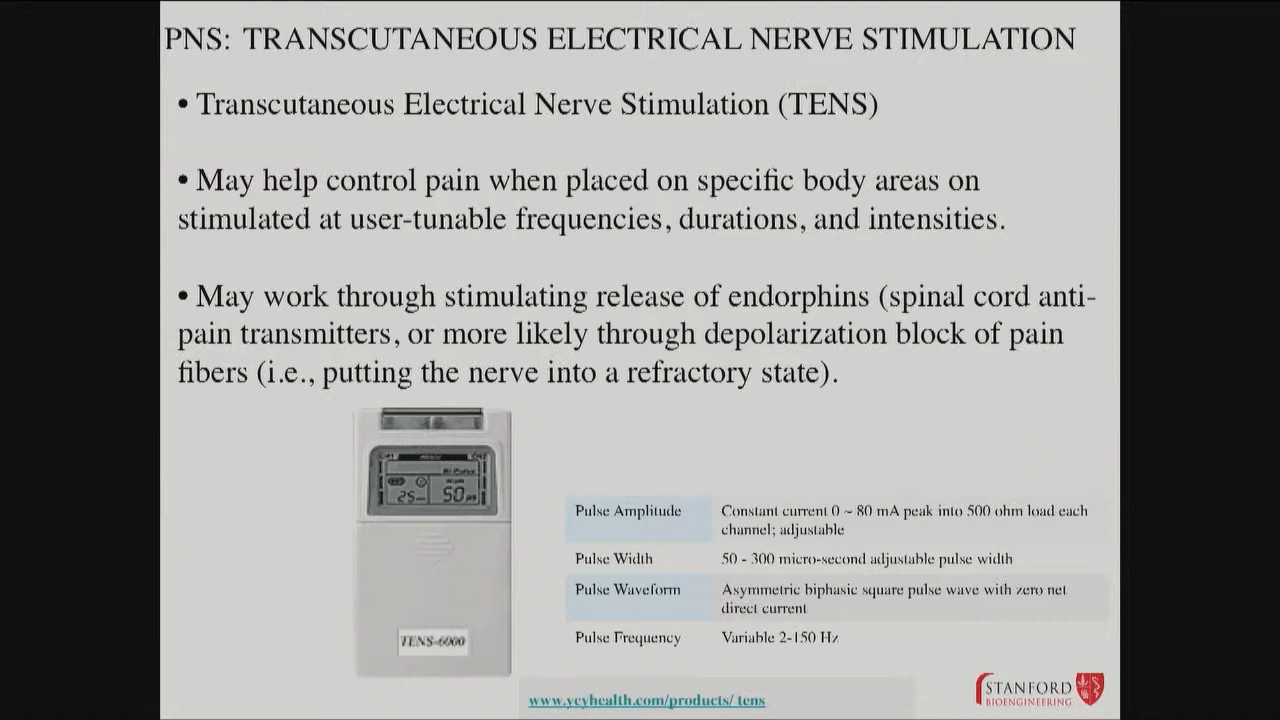 PNS: TRANSCUTANEOUS ELECTRICAL NERVE STIMULATION
• Transcutaneous Electrical Nerve Stimulation (TENS)
• May help control pain when placed on specific body areas on
stimulated at user-tunable frequencies, durations, and intensities.
• May work through stimulating release of endorphins (spinal cord anti-
pain transmitters, or more likely through depolarization block of pain
fibers (i.e., putting the nerve into a refractory state).
25
50
TENS-6000
Pulse Amplitude Constant current 0 ~ 80 mA peak into 500 ohm load each
channel; adjustable
Pulse Width 50 - 300 micro-second adjustable pulse width
Pulse Waveform Asymmetric biphasic square pulse wave with zero net
direct current
Pulse Frequency Variable 2-150 Hz
www.ycyhealth.com/products/ tens
STANFORD
BIOENGINEERING